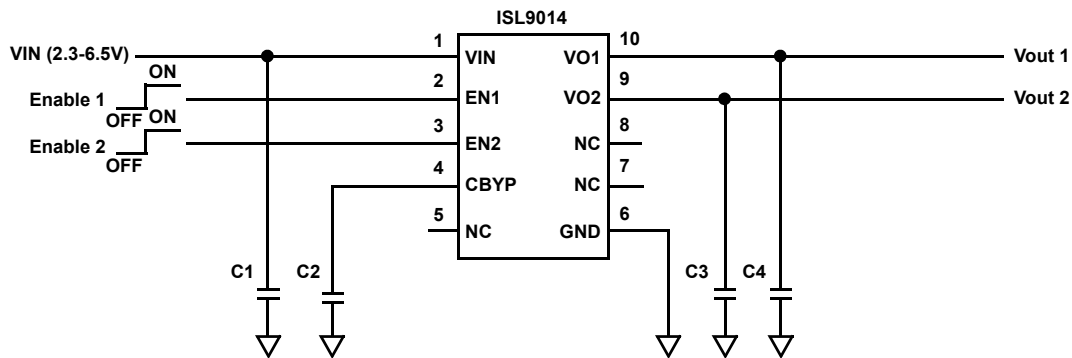 ISL9014
VIN (2.3-6.5V)
1
VIN
VO1
10
Vout 1
ON
Enable 1
OFF
2
EN1
VO2
9
Vout 2
ON
Enable 2
OFF
3
EN2
NC
8
4
CBYP
NC
7
5
NC
GND
6
C1
C2
C3
C4